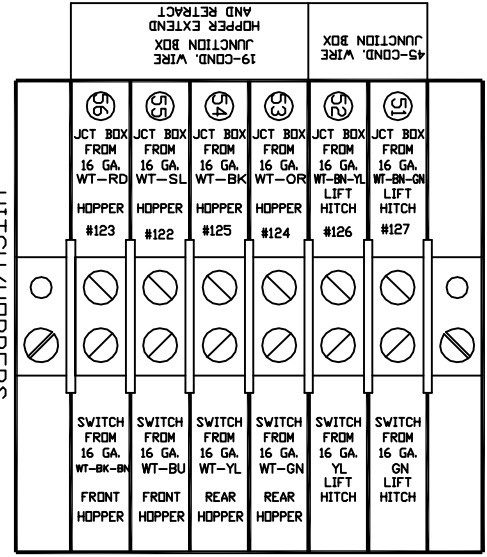 19-COND. WIRE
JUNCTION BOX
HOPPER EXTEND
AND RETRACT
45-COND. WIRE
JUNCTION BOX
HITCH/HOPPERS
56
JCT BOX
FROM
16 GA.
WT-RD
HOPPER
#123
55
JCT BOX
FROM
16 GA.
WT-SL
HOPPER
#122
54
JCT BOX
FROM
16 GA.
WT-BK
HOPPER
#125
53
JCT BOX
FROM
16 GA.
WT-OR
HOPPER
#124
52
JCT BOX
FROM
16 GA.
WT-BN-YL
LIFT
HITCH
#126
51
JCT BOX
FROM
16 GA.
WT-BN-GN
LIFT
HITCH
#127
SWITCH
FROM
16 GA.
WT-BK-BN
FRONT
HOPPER
SWITCH
FROM
16 GA.
WT-BU
FRONT
HOPPER
SWITCH
FROM
16 GA.
WT-YL
REAR
HOPPER
SWITCH
FROM
16 GA.
WT-GN
REAR
HOPPER
SWITCH
FROM
16 GA.
YL
LIFT
HITCH
SWITCH
FROM
16 GA.
GN
LIFT
HITCH